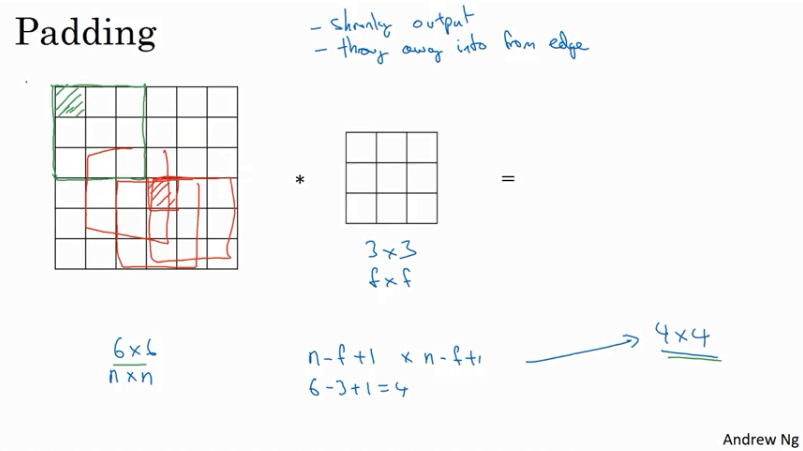 Padding
- shrinky output
- throw away info from edge
*
=
3 x 3
f x f
6 x 6
n x n
n-f+1 x n-f+1
6-3+1=4
4 x 4
Andrew Ng